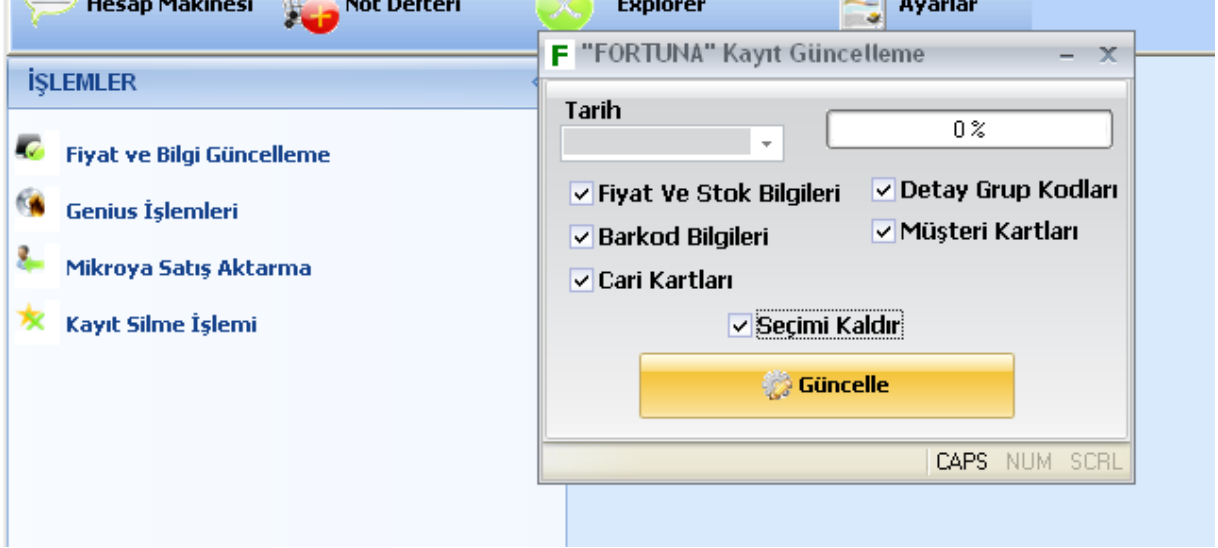 Hesap Makinesi
Not Defteri
Explorer
Ayarlar
İŞLEMLER
Fiyat ve Bilgi Güncelleme
Genius İşlemleri
Mikroya Satış Aktarma
Kayıt Silme İşlemi
F "FORTUNA" Kayıt Güncelleme
Tarih
0 %
Fiyat Ve Stok Bilgileri
Detay Grup Kodları
Barkod Bilgileri
Müşteri Kartları
Cari Kartları
Seçimi Kaldır
Güncelle
CAPS NUM SCRL